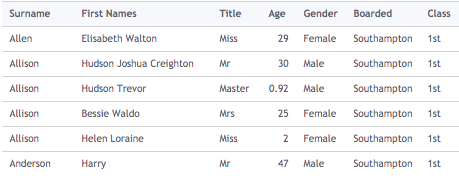 Surname First Names Title Age Gender Boarded Class
Allen Elisabeth Walton Miss 29 Female Southampton 1st
Allison Hudson Joshua Creighton Mr 30 Male Southampton 1st
Allison Hudson Trevor Master 0.92 Male Southampton 1st
Allison Bessie Waldo Mrs 25 Female Southampton 1st
Allison Helen Loraine Miss 2 Female Southampton 1st
Anderson Harry Mr 47 Male Southampton 1st